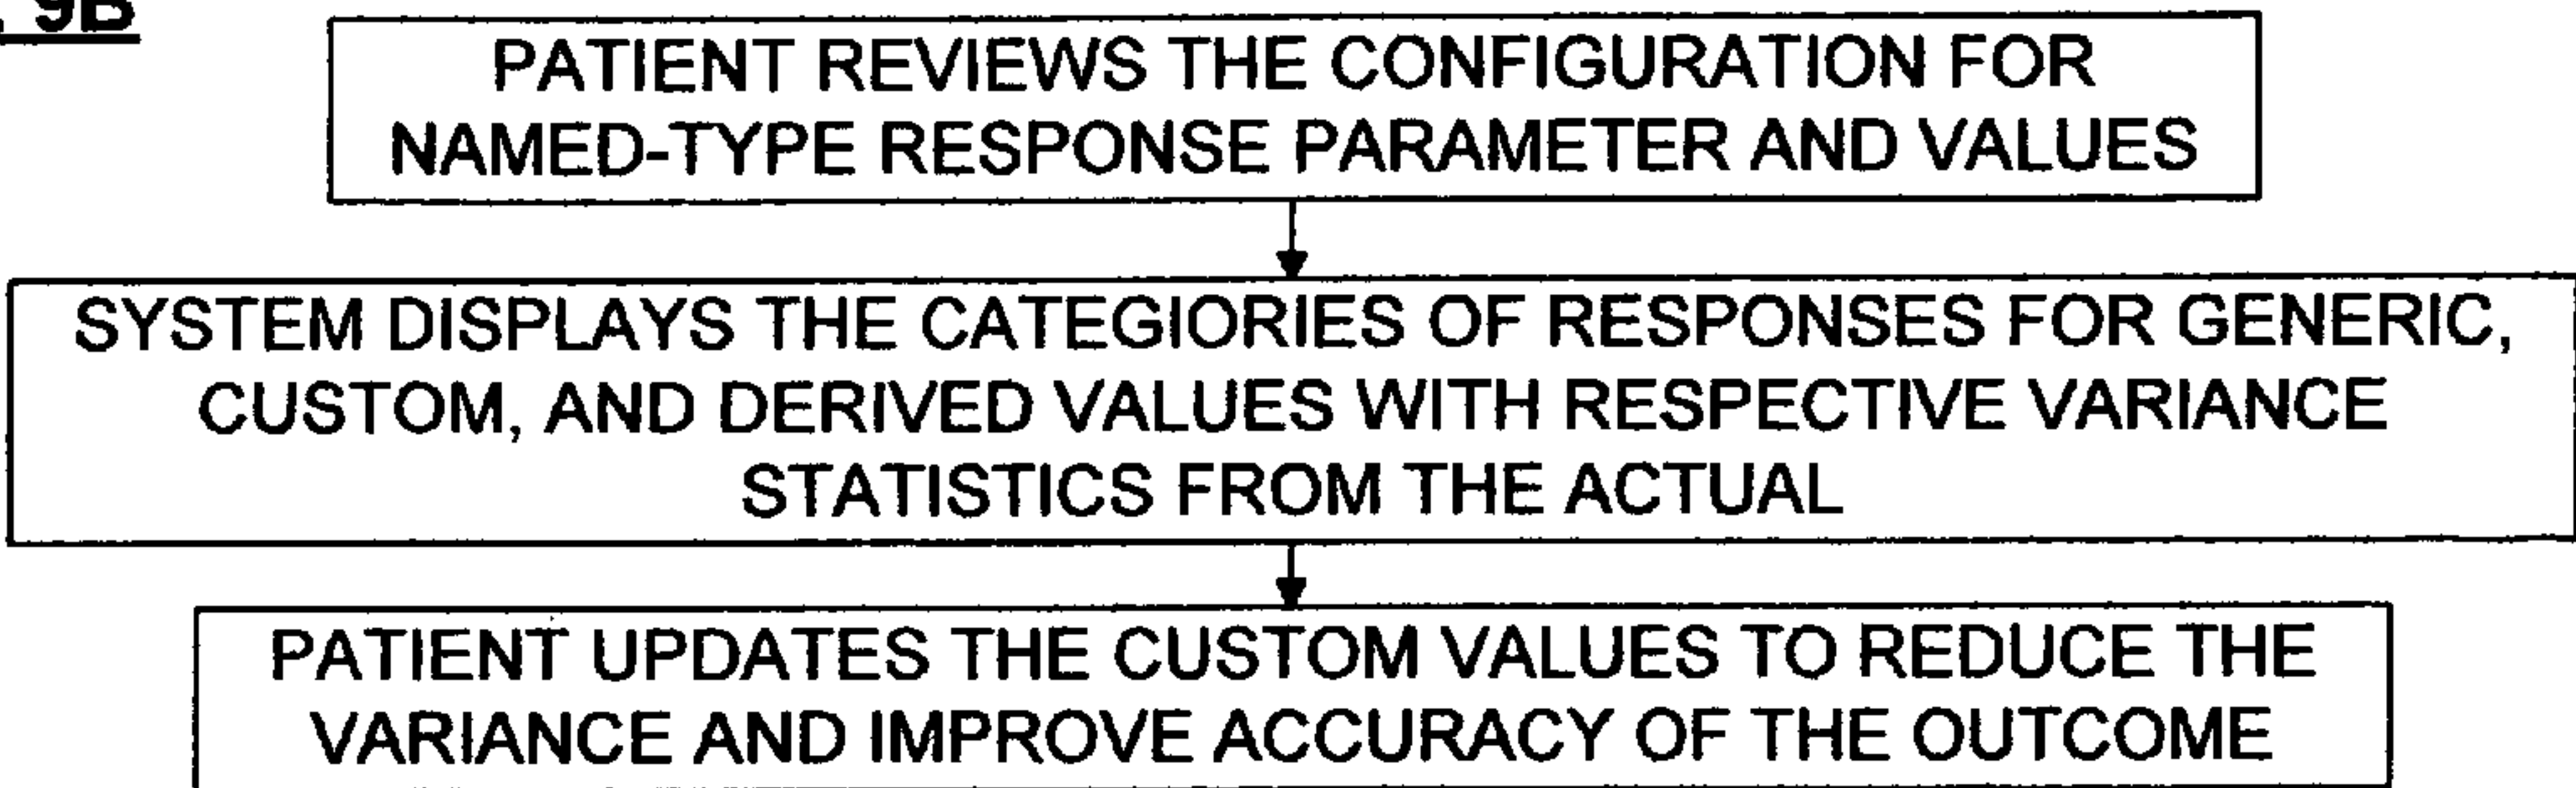 . 9B
PATIENT REVIEWS THE CONFIGURATION FOR
NAMED-TYPE RESPONSE PARAMETER AND VALUES
SYSTEM DISPLAYS THE CATEGIORIES OF RESPONSES FOR GENERIC,
CUSTOM, AND DERIVED VALUES WITH RESPECTIVE VARIANCE
STATISTICS FROM THE ACTUAL
PATIENT UPDATES THE CUSTOM VALUES TO REDUCE THE
VARIANCE AND IMPROVE ACCURACY OF THE OUTCOME